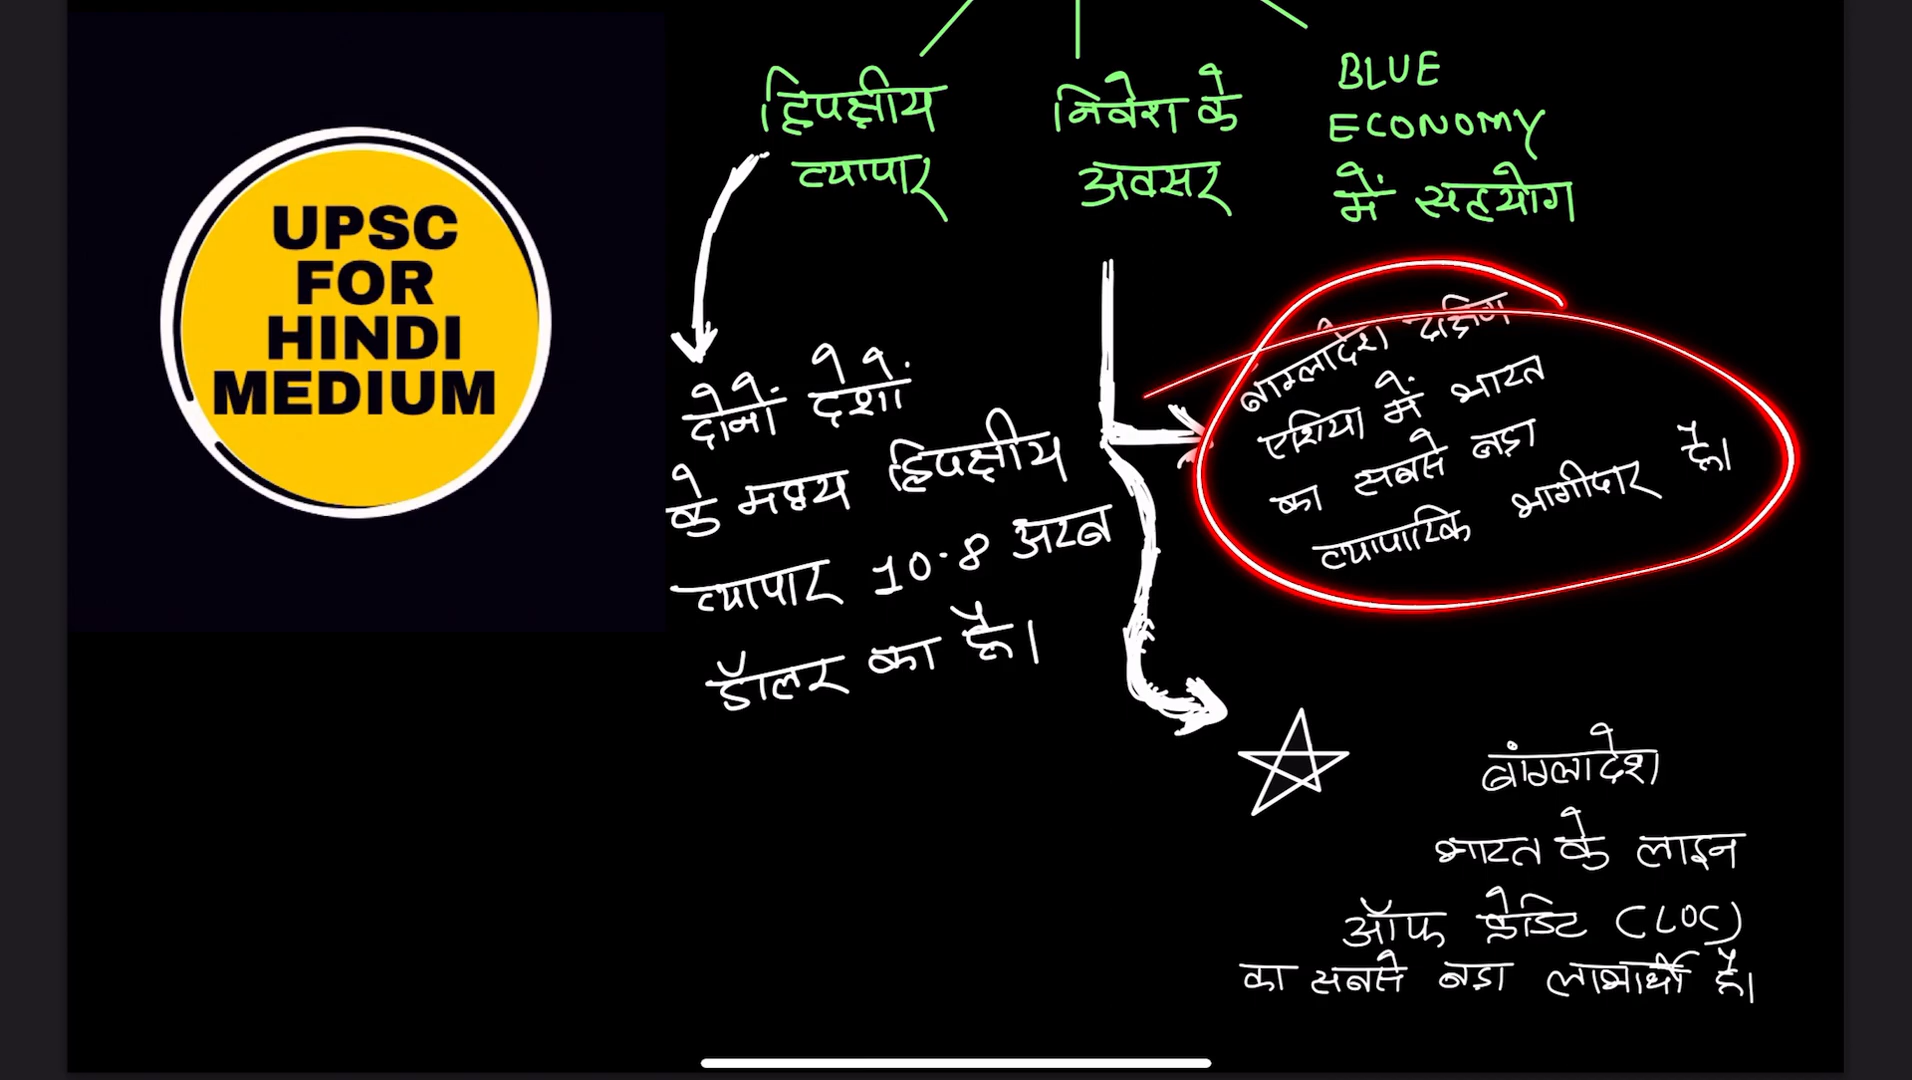 UPSC
FOR
HINDI
MEDIUM
द्विपक्षीय
व्यापार
निवेश के
अवसर
BLUE
ECONOMY
में सहयोग
दोनों देशों
के मध्य द्विपक्षीय
व्यापार 10.8 अरब
डॉलर का है।
बांग्लादेश दक्षिण
एशिया में भारत
का सबसे बड़ा
व्यापारिक भागीदार है।
बांग्लादेश
भारत के लाइन
ऑफ क्रेडिट (LOC)
का सबसे बड़ा लाभार्थी है।